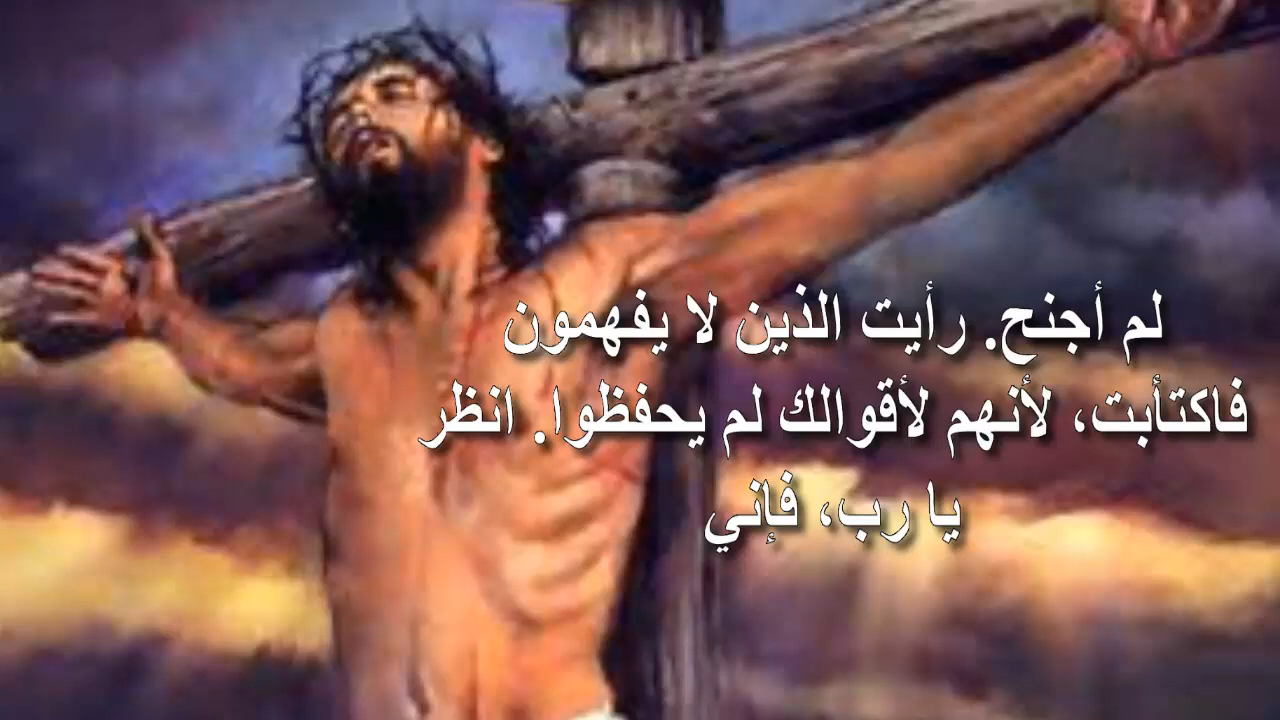 لم أجنح. رأيت الذين لا يفهمون
فاكتأبت، لأنهم لأقوالك لم يحفظوا. انظر
يا رب، فإني